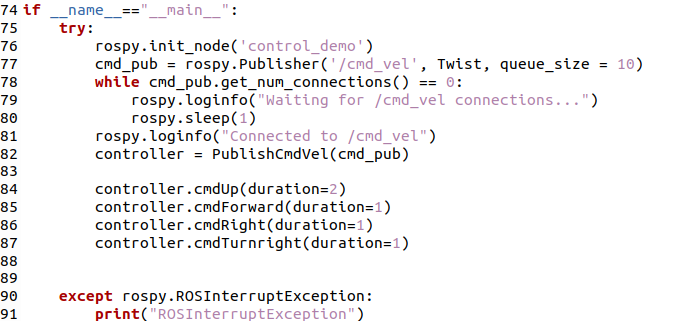 74 if __name__=="__main__":
75     try:
76         rospy.init_node('control_demo')
77         cmd_pub = rospy.Publisher('/cmd_vel', Twist, queue_size = 10)
78         while cmd_pub.get_num_connections() == 0:
79             rospy.loginfo("Waiting for /cmd_vel connections...")
80             rospy.sleep(1)
81         rospy.loginfo("Connected to /cmd_vel")
82         controller = PublishCmdVel(cmd_pub)
83
84         controller.cmdUp(duration=2)
85         controller.cmdForward(duration=1)
86         controller.cmdRight(duration=1)
87         controller.cmdTurnright(duration=1)
88
89
90     except rospy.ROSInterruptException:
91         print("ROSInterruptException")